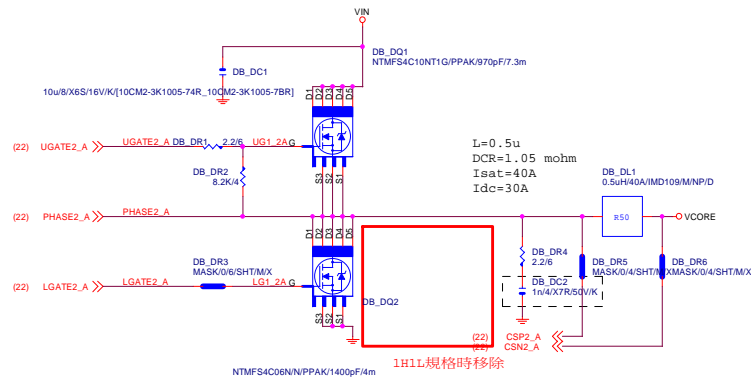 VIN
DB_DQ1
NTMFS4C10NT1G/PPAK/970pF/7.3m
DB_DC1
10u/8/X6S/16V/K/[10CM2-3K1005-74R_10CM2-3K1005-7BR]
D1 D2 D3 D4 D5
(22) UGATE2_A UGATE2_A DB_DR1 2.2/6 UG1_2A G
S3 S2 S1
DB_DR2
8.2K/4
L=0.5u
DCR=1.05 mohm
Isat=40A
Idc=30A
DB_DL1
0.5uH/40A/IMD109/M/NP/D
(22) PHASE2_A PHASE2_A
R50
VCORE
D1 D2 D3 D4 D5
DB_DR3
MASK/0/6/SHT/M/X
(22) LGATE2_A LGATE2_A LG1_2A G
DB_DQ2
S3 S2 S1
NTMFS4C06N/N/PPAK/1400pF/4m
DB_DR4
2.2/6
DB_DC2
1n/4/X7R/50V/K
DB_DR5
MASK/0/4/SHT/M/X
DB_DR6
MASK/0/4/SHT/M/X
(22) CSP2_A
(22) CSN2_A
1H1L規格時移除